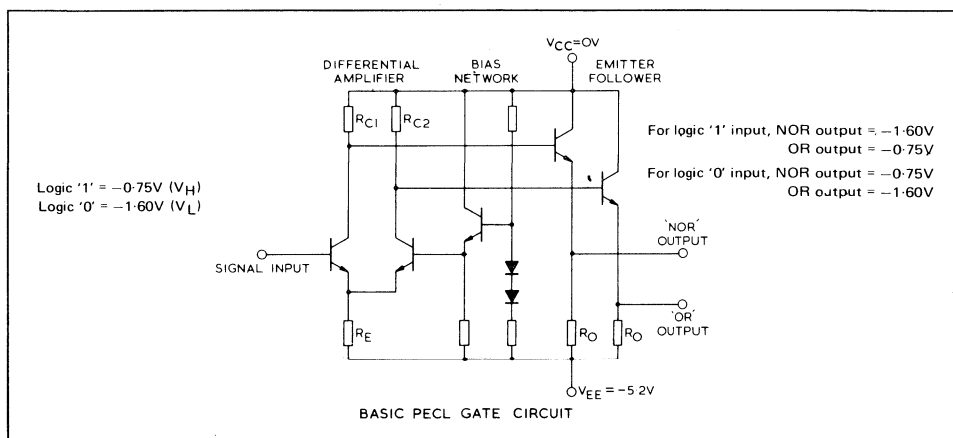 VCC=0V
DIFFERENTIAL
AMPLIFIER
BIAS
NETWORK
EMITTER
FOLLOWER
RC1
RC2
For logic '1' input, NOR output = -1·60V
OR output = -0·75V
For logic '0' input, NOR output = -0·75V
OR output = -1·60V
Logic '1' = -0·75V (VH)
Logic '0' = -1·60V (VL)
SIGNAL INPUT
'NOR'
OUTPUT
'OR'
OUTPUT
RE
RO
RO
VEE = -5·2V
BASIC PECL GATE CIRCUIT